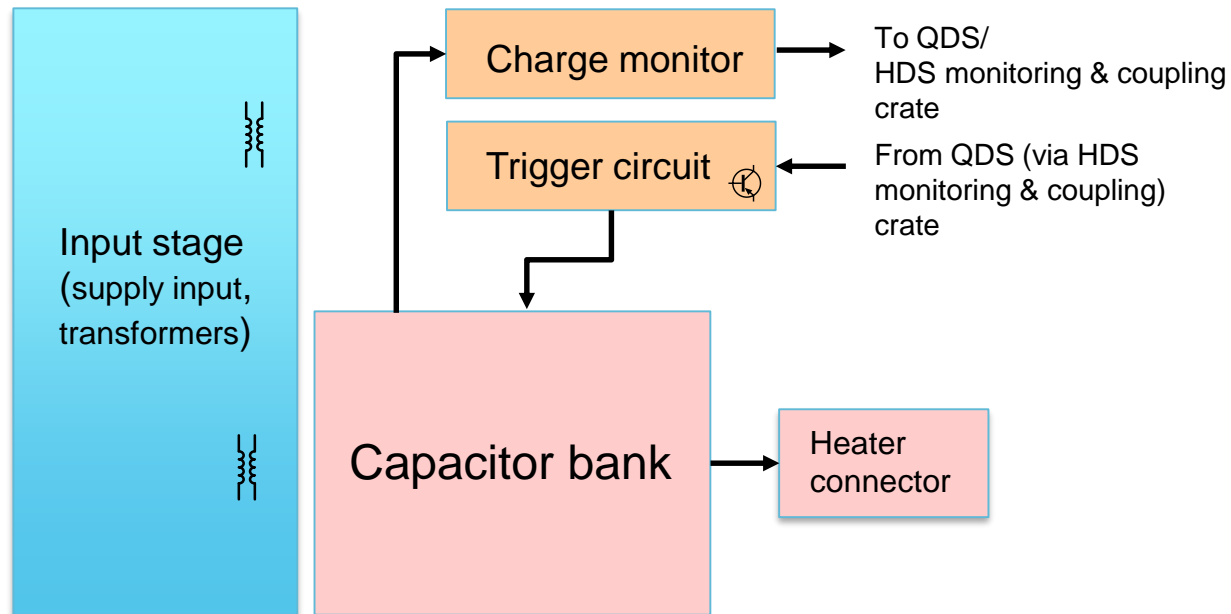 Input stage
(supply input,
transformers)
Charge monitor
To QDS/
HDS monitoring & coupling
crate
Trigger circuit
From QDS (via HDS
monitoring & coupling)
crate
Capacitor bank
Heater
connector